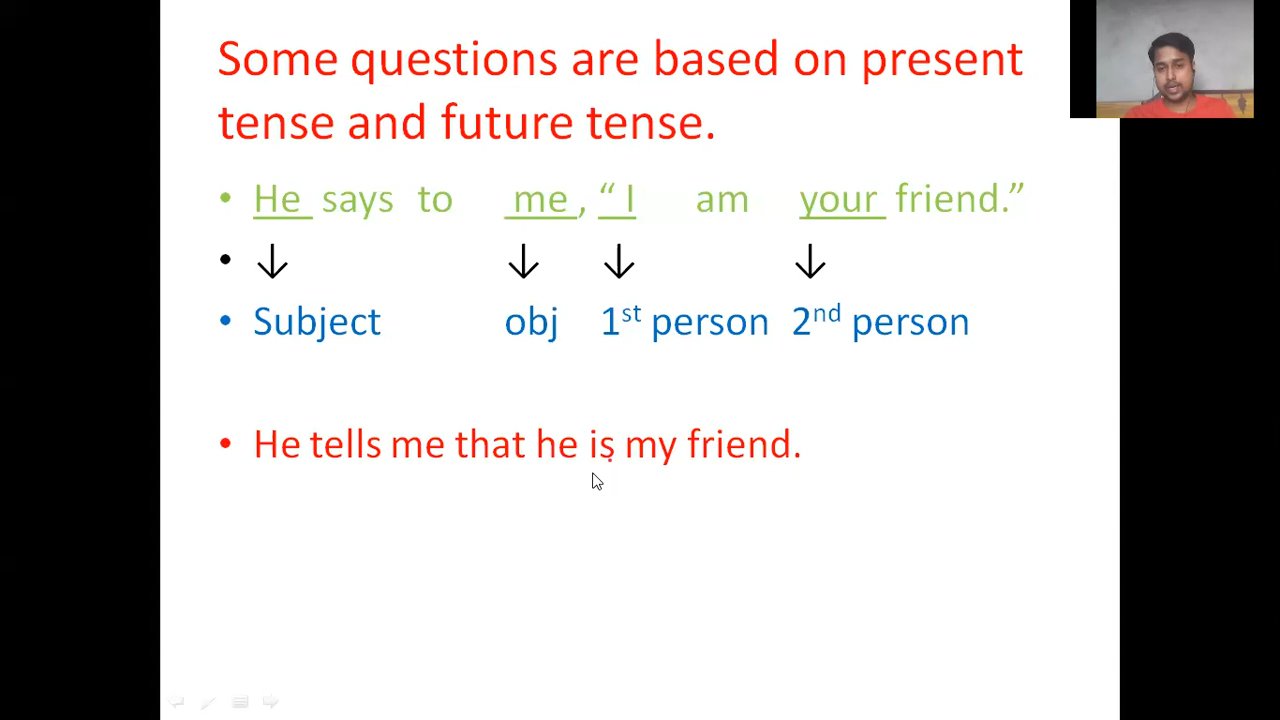 Some questions are based on present
tense and future tense.
• He says to me, “ I am your friend.”
• ↓ ↓ ↓ ↓
• Subject obj 1st person 2nd person
• He tells me that he is my friend.